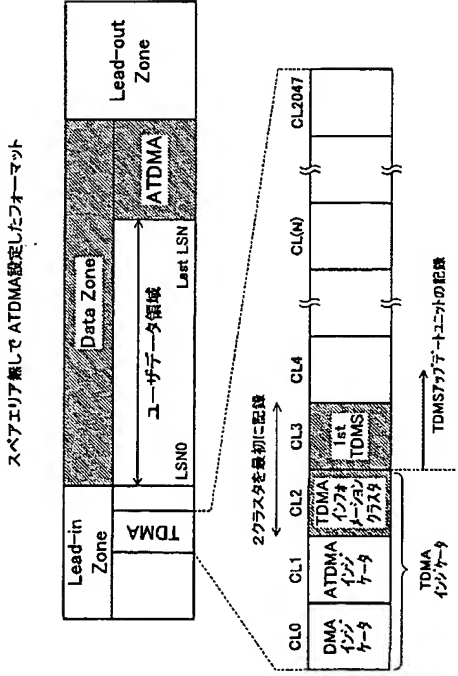 スペアエリア無しで ATDMA設定したフォーマット
Lead-in
Zone
Data Zone
Lead-out
Zone
TDMA
ユーザデータ領域
ATDMA
LSN0
Last LSN
2クラスタを最初に記録
CL0
CL1
CL2
CL3
CL4
CL(N)
CL2047
DMA
インジ
ケータ
ATDMA
インジ
ケータ
TDMA
インフォ
メーション
クラスタ
1st
TDMS
TDMA
インジケータ
TDMSアップデートユニットの記録